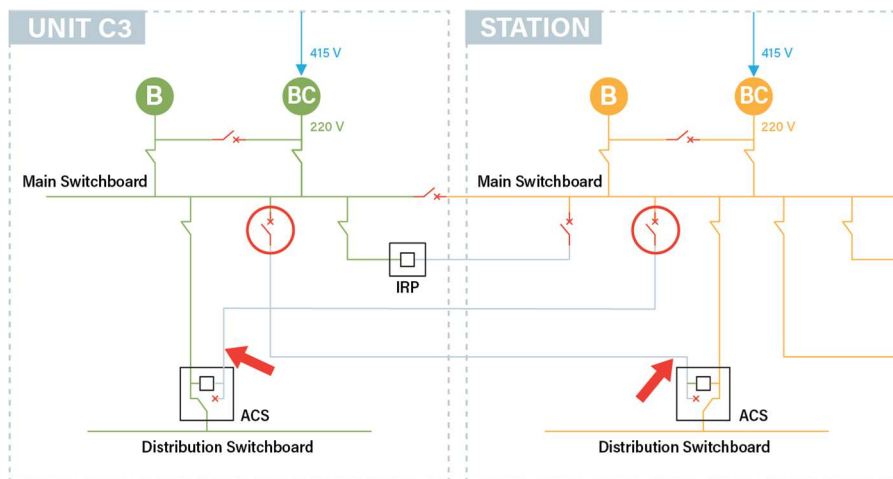 UNIT C3
STATION
415 V
415 V
B
BC
B
BC
220 V
220 V
Main Switchboard
Main Switchboard
IRP
ACS
ACS
Distribution Switchboard
Distribution Switchboard